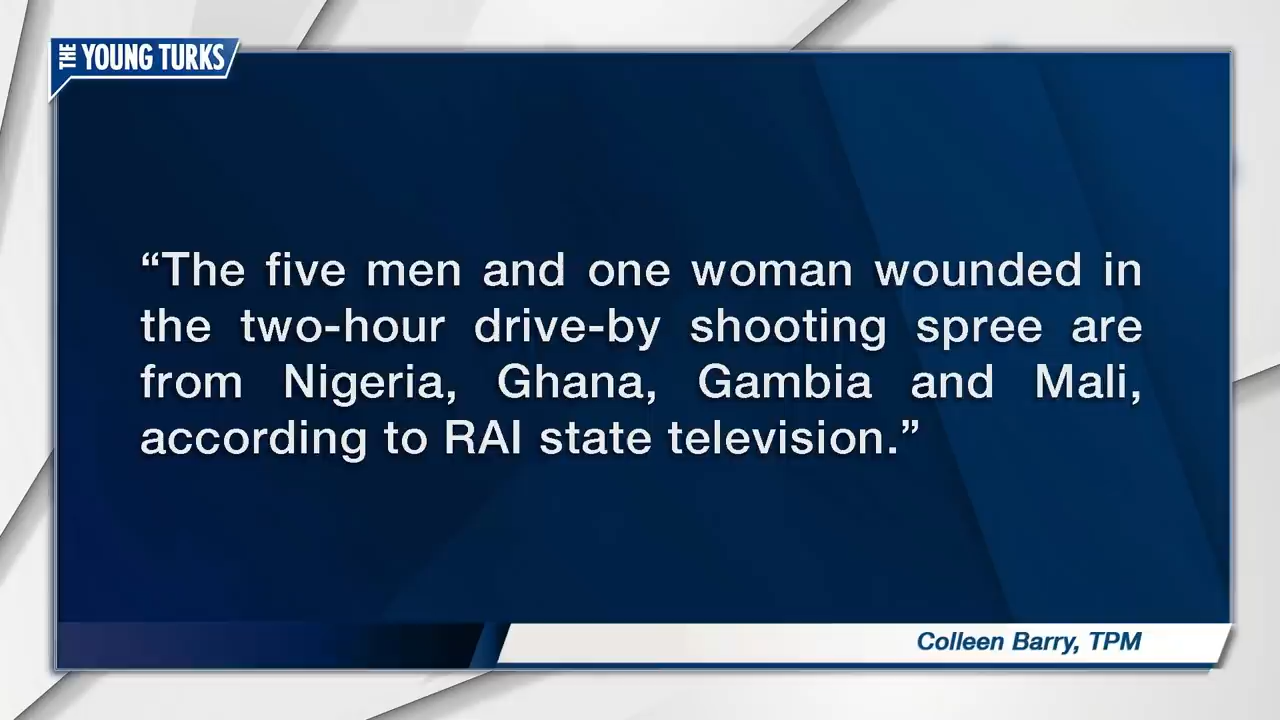 THE YOUNG TURKS
“The five men and one woman wounded in
the two-hour drive-by shooting spree are
from Nigeria, Ghana, Gambia and Mali,
according to RAI state television.”
Colleen Barry, TPM